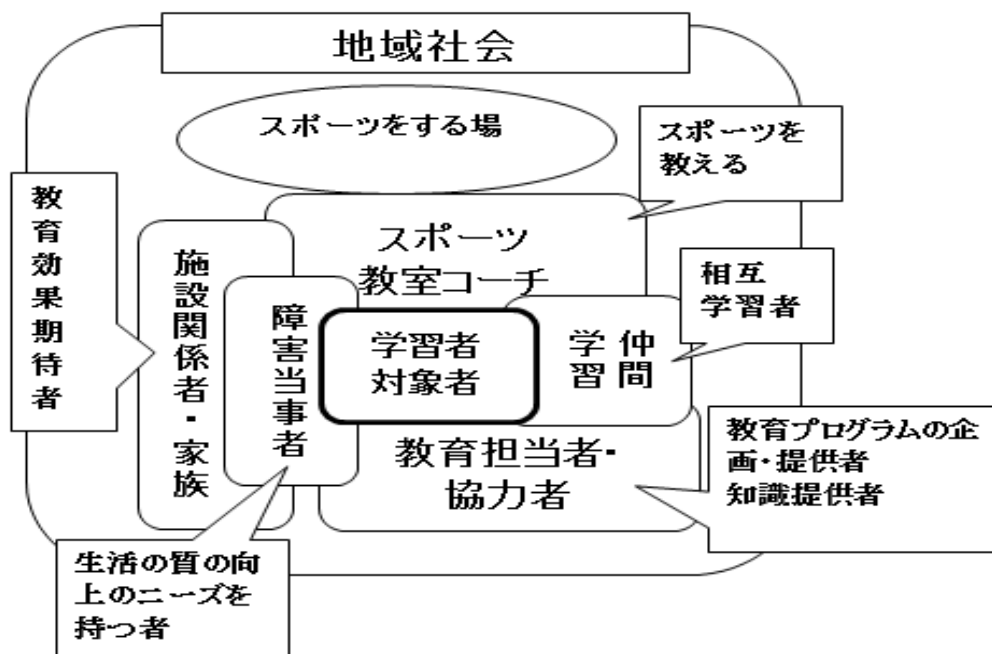 地域社会
スポーツをする場
スポーツを
教える
教育効果期待者
スポーツ
教室コーチ
施設関係者・家族
障害当事者
学習者
対象者
学習
仲間
相互
学習者
教育担当者・
協力者
教育プログラムの企
画・提供者
知識提供者
生活の質の向
上のニーズを
持つ者